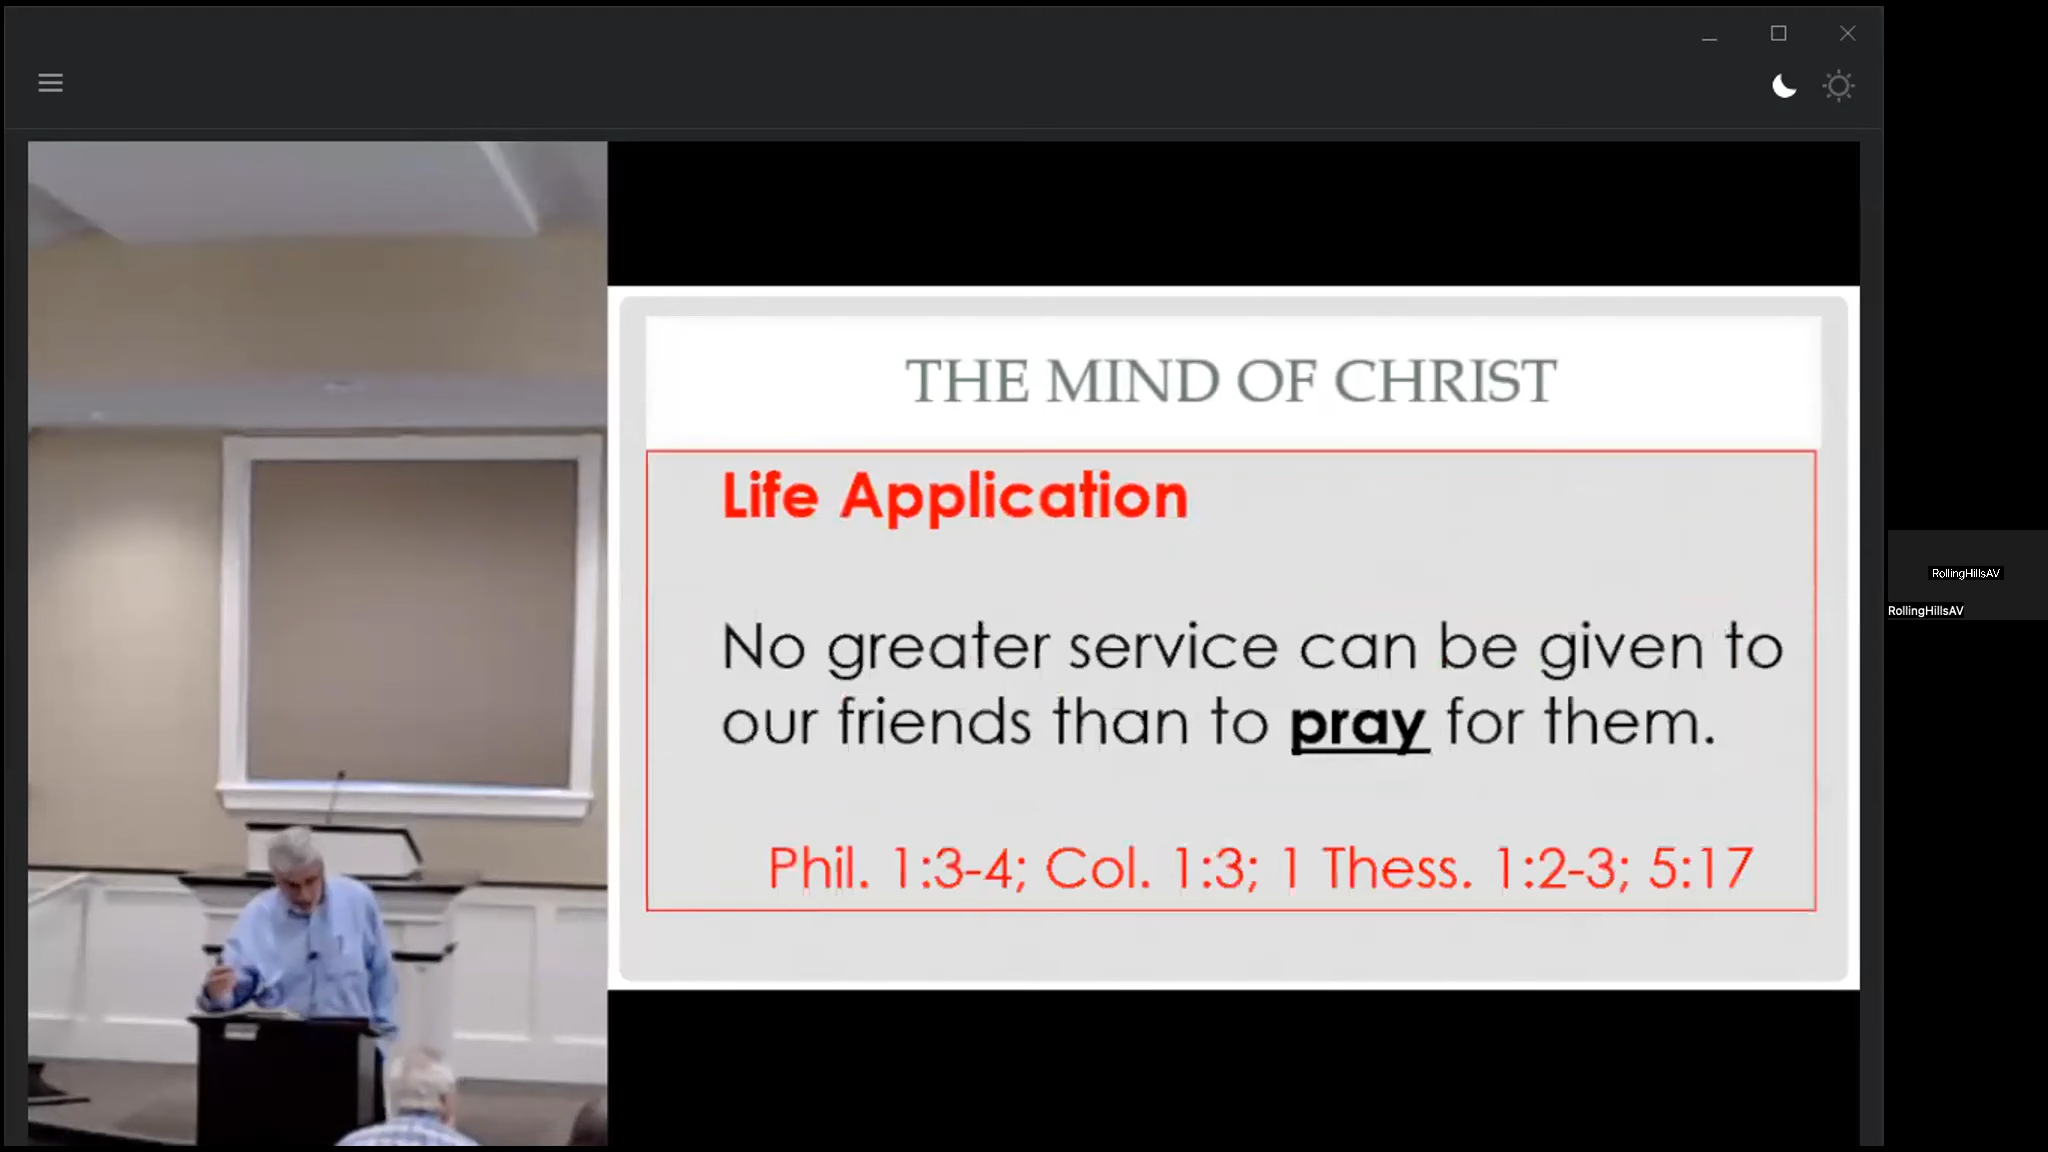 THE MIND OF CHRIST
Life Application
No greater service can be given to
our friends than to pray for them.
Phil. 1:3-4; Col. 1:3; 1 Thess. 1:2-3; 5:17
RollingHillsAV
RollingHillsAV